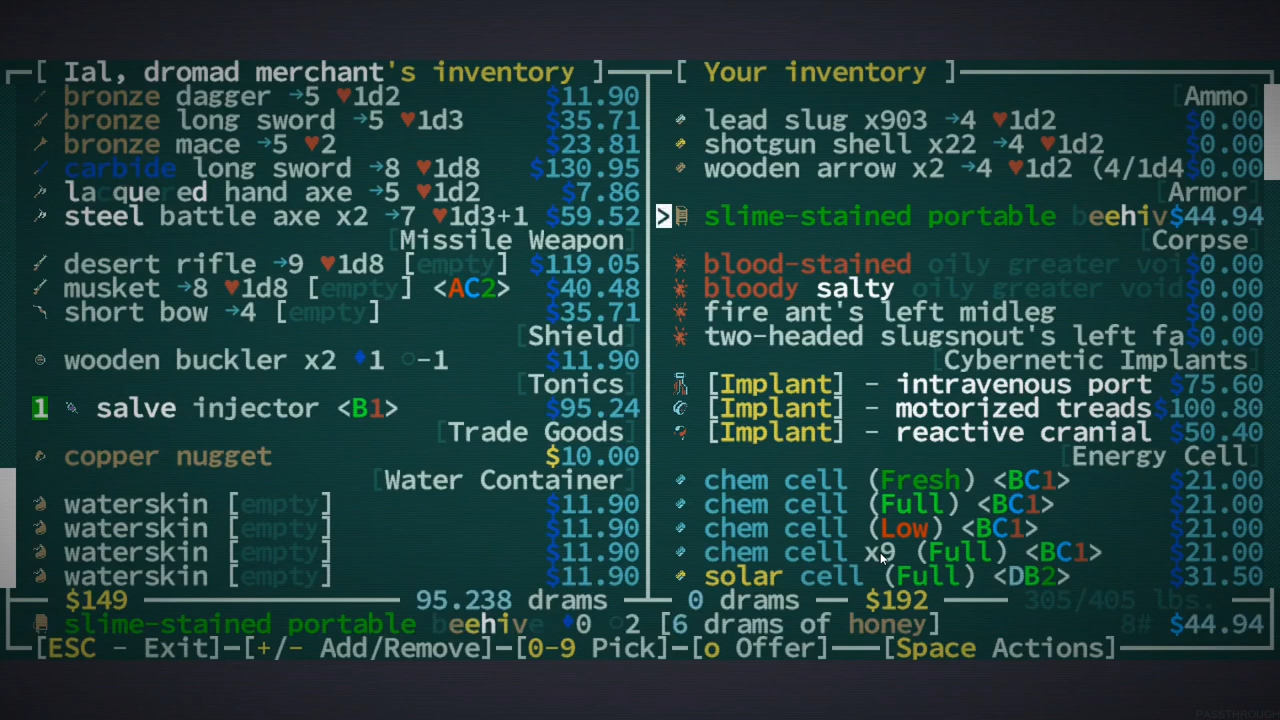 [ Ial, dromad merchant's inventory ]
bronze dagger →5 ♥1d2 $11.90
bronze long sword →5 ♥1d3 $35.71
bronze mace →5 ♥2 $23.81
carbide long sword →8 ♥1d8 $130.95
lacquered hand axe →5 ♥1d2 $7.86
steel battle axe x2 →7 ♥1d3+1 $59.52
[Missile Weapon]
desert rifle →9 ♥1d8 [empty] $119.05
musket →8 ♥1d8 [empty] <AC2> $40.48
short bow →4 [empty] $35.71
[Shield]
wooden buckler x2 ♦1 ○-1 $11.90
[Tonics]
1 salve injector <B1> $95.24
[Trade Goods]
copper nugget $10.00
[Water Container]
waterskin [empty] $11.90
waterskin [empty] $11.90
waterskin [empty] $11.90
waterskin [empty] $11.90
$149 95.238 drams
[ Your inventory ]
[Ammo]
lead slug x903 →4 ♥1d2 $0.00
shotgun shell x22 →4 ♥1d2 $0.00
wooden arrow x2 →4 ♥1d2 (4/1d4 $0.00
[Armor]
> slime-stained portable beehiv$44.94
[Corpse]
blood-stained oily greater voi$0.00
bloody salty oily greater void$0.00
fire ant's left midleg $0.00
two-headed slugsnout's left fa$0.00
[Cybernetic Implants]
[Implant] - intravenous port $75.60
[Implant] - motorized treads$100.80
[Implant] - reactive cranial $50.40
[Energy Cell]
chem cell (Fresh) <BC1> $21.00
chem cell (Full) <BC1> $21.00
chem cell (Low) <BC1> $21.00
chem cell x9 (Full) <BC1> $21.00
solar cell (Full) <DB2> $31.50
0 drams $192 305/405 lbs.
slime-stained portable beehive ♦0 ○2 [6 drams of honey] 8# $44.94
[ESC - Exit]-[+/- Add/Remove]-[0-9 Pick]-[o Offer]-[Space Actions]